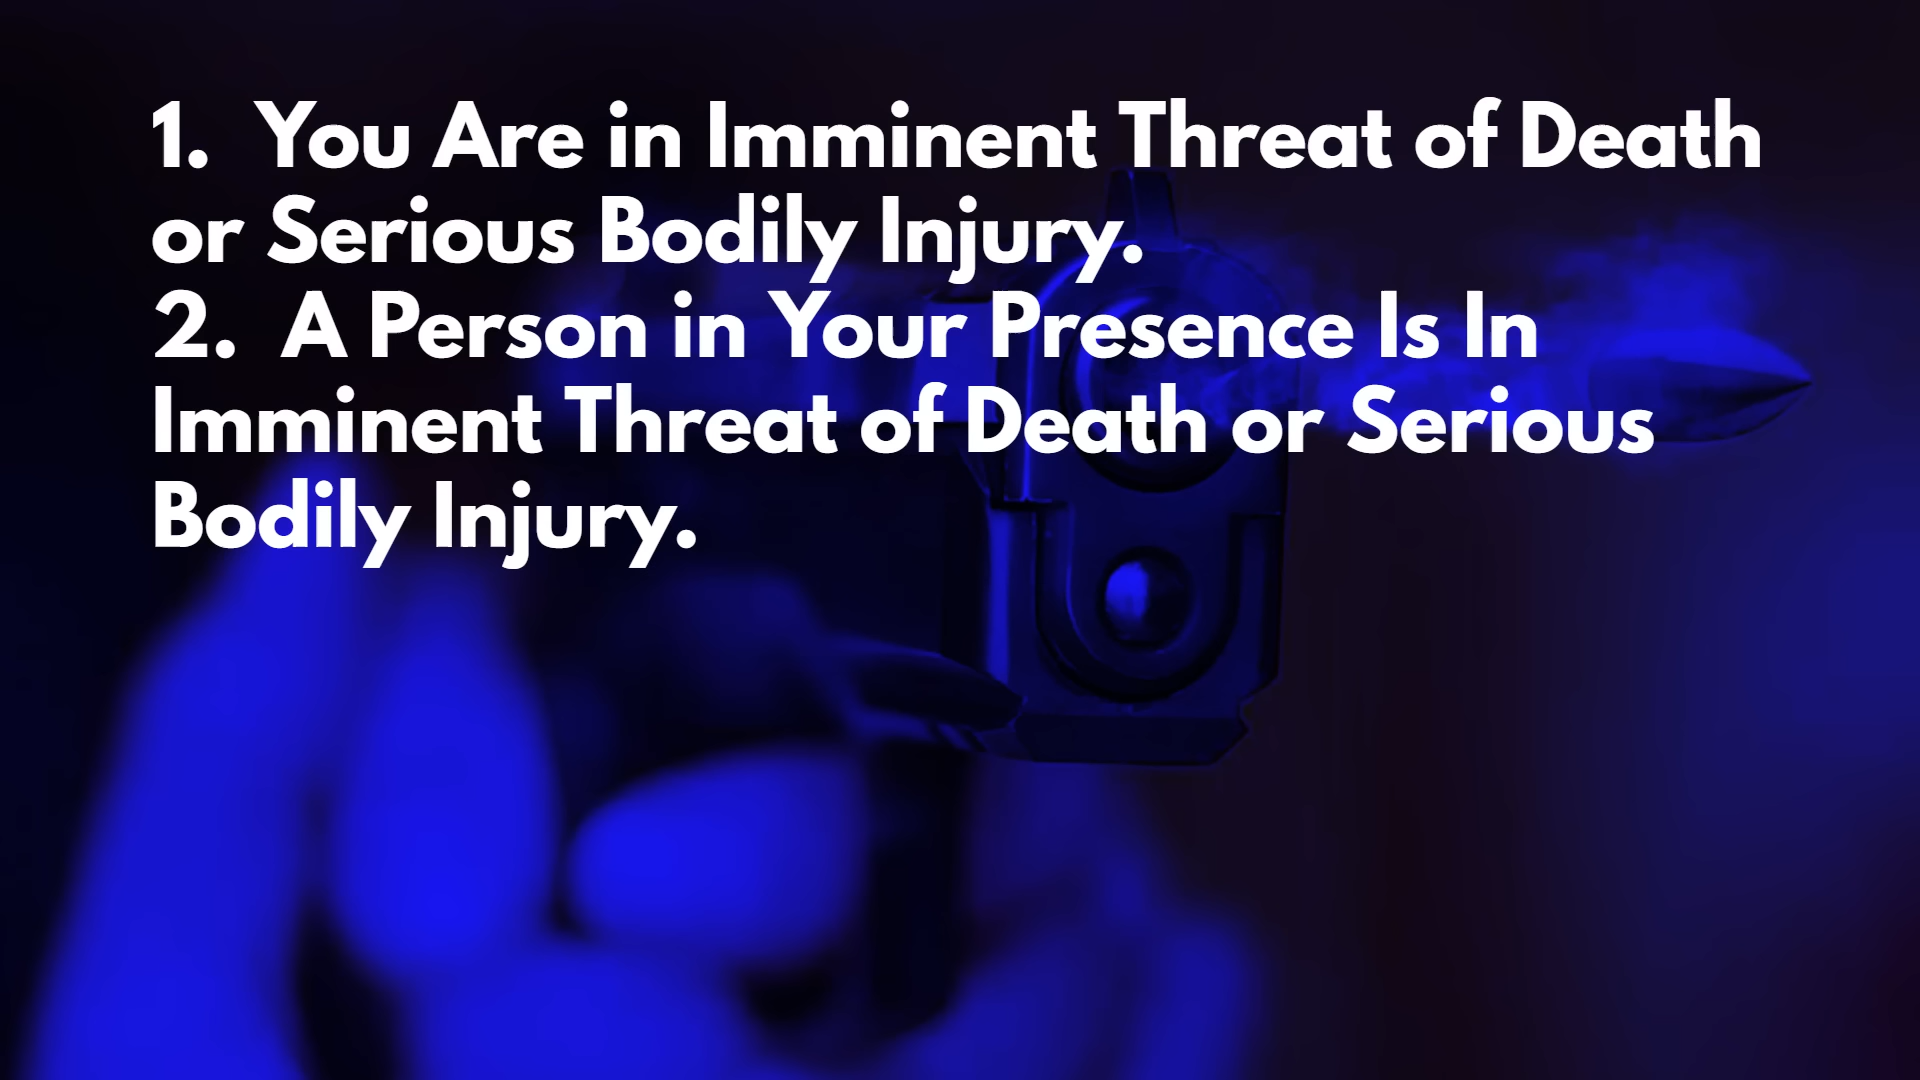 1.  You Are in Imminent Threat of Death
or Serious Bodily Injury.
2.  A Person in Your Presence Is In
Imminent Threat of Death or Serious
Bodily Injury.